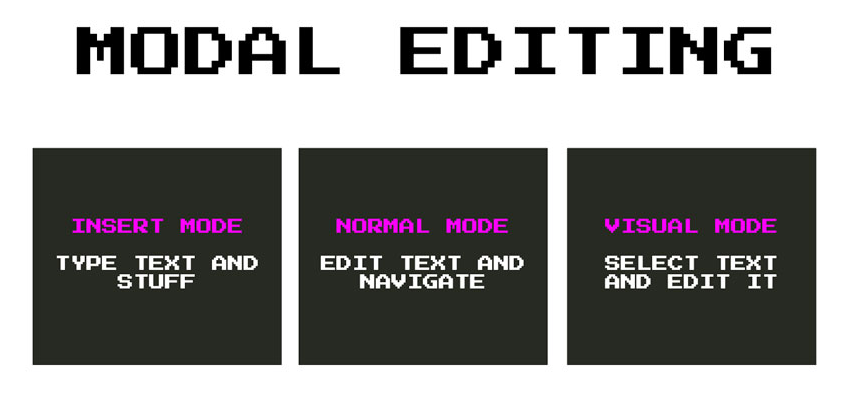 MODAL EDITING
INSERT MODE
TYPE TEXT AND
STUFF
NORMAL MODE
EDIT TEXT AND
NAVIGATE
VISUAL MODE
SELECT TEXT
AND EDIT IT